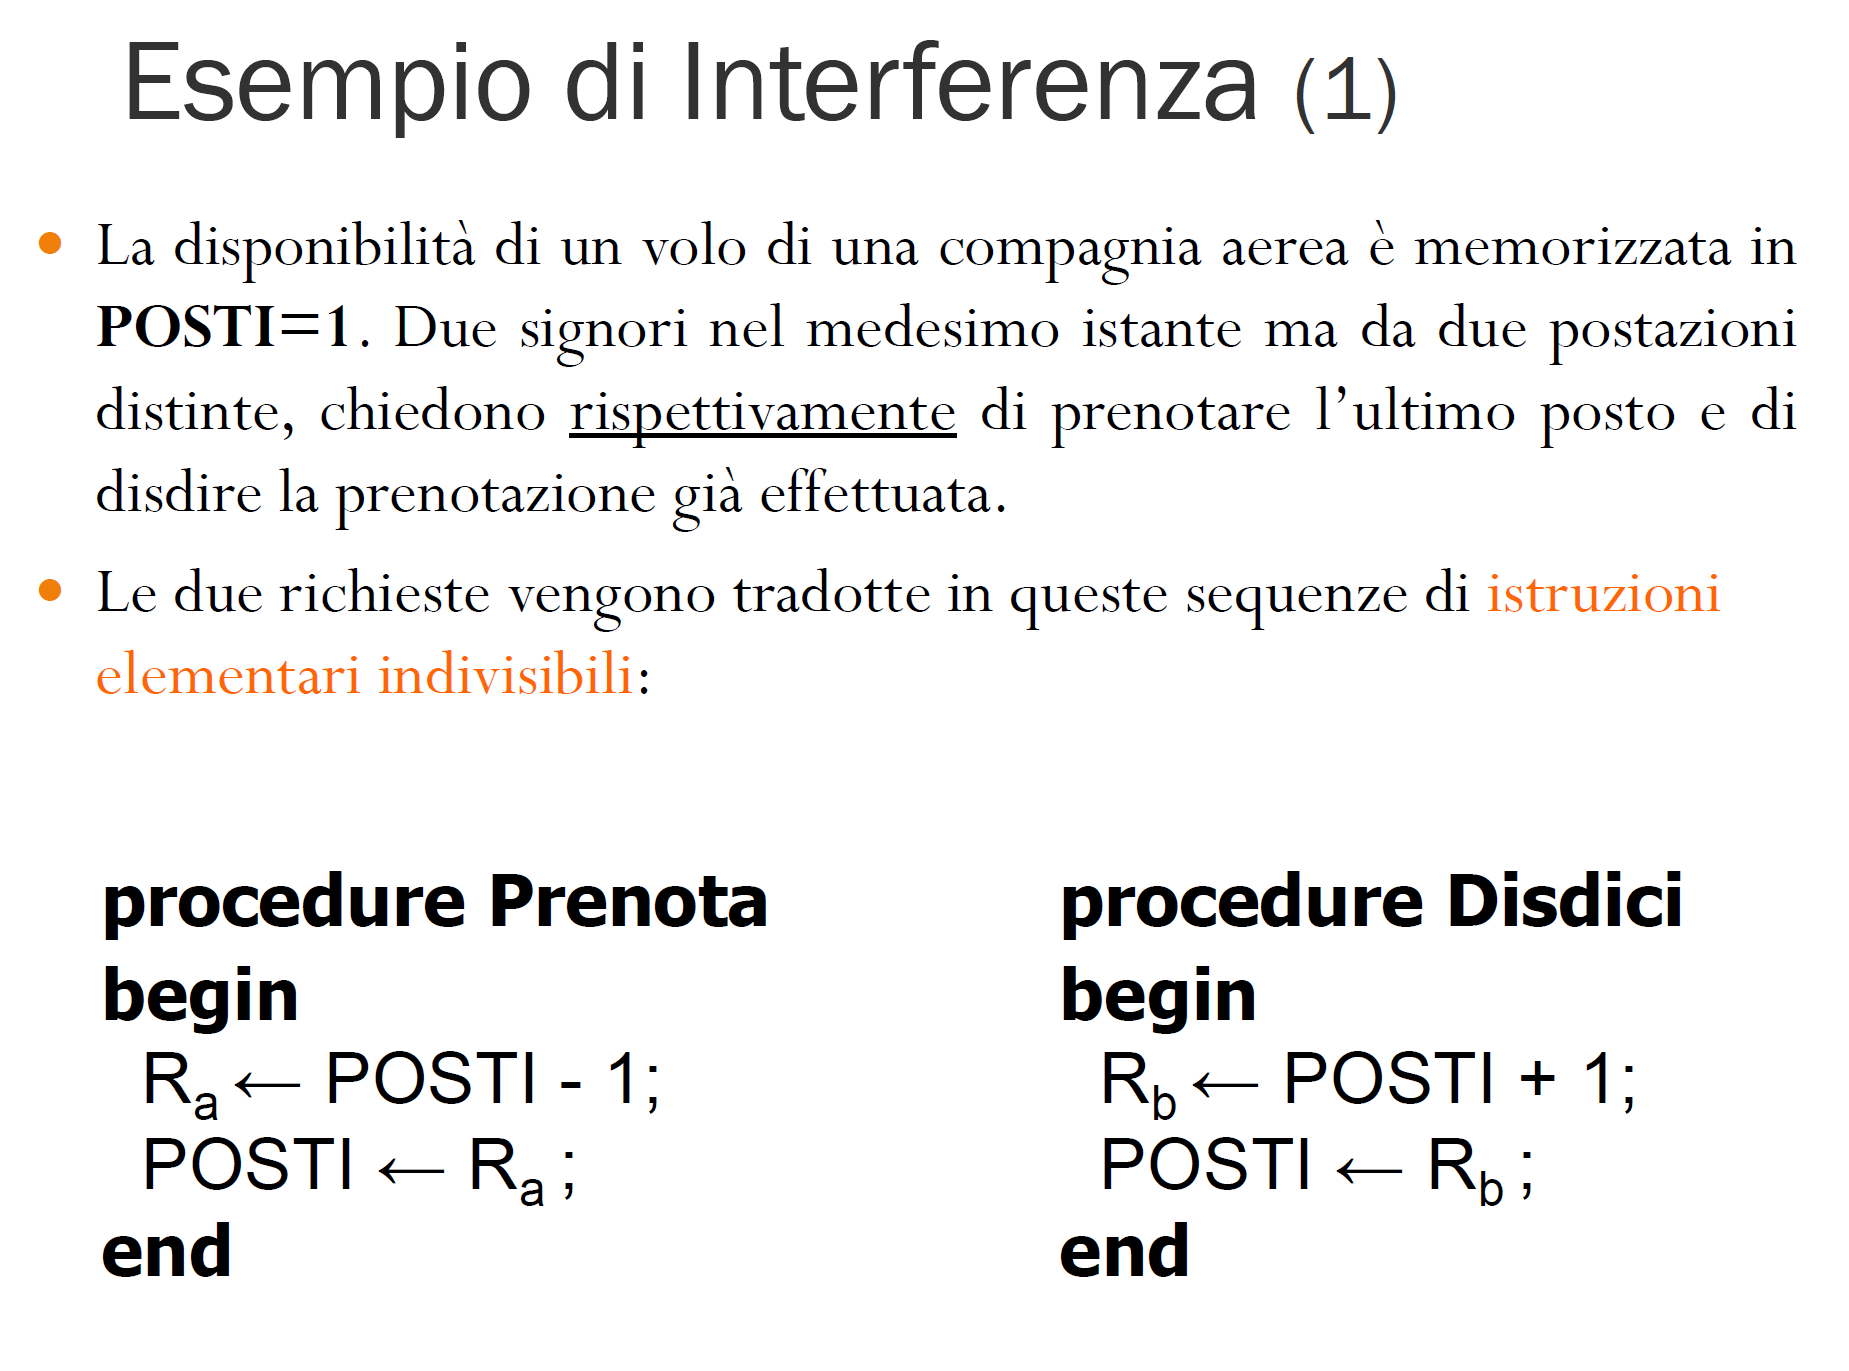 Esempio di Interferenza (1)
• La disponibilità di un volo di una compagnia aerea è memorizzata in
POSTI=1. Due signori nel medesimo istante ma da due postazioni
distinte, chiedono rispettivamente di prenotare l’ultimo posto e di
disdire la prenotazione già effettuata.
• Le due richieste vengono tradotte in queste sequenze di istruzioni
elementari indivisibili:
procedure Prenota
begin
Ra ← POSTI - 1;
POSTI ← Ra ;
end
procedure Disdici
begin
Rb ← POSTI + 1;
POSTI ← Rb ;
end